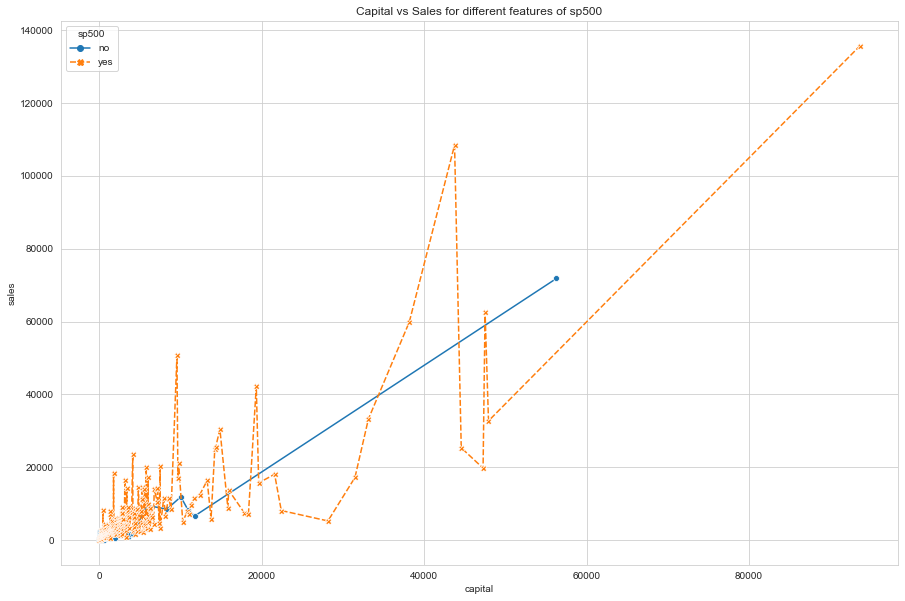 Capital vs Sales for different features of sp500
sp500
no
yes
140000
120000
100000
80000
60000
40000
20000
0
sales
0
20000
40000
60000
80000
capital